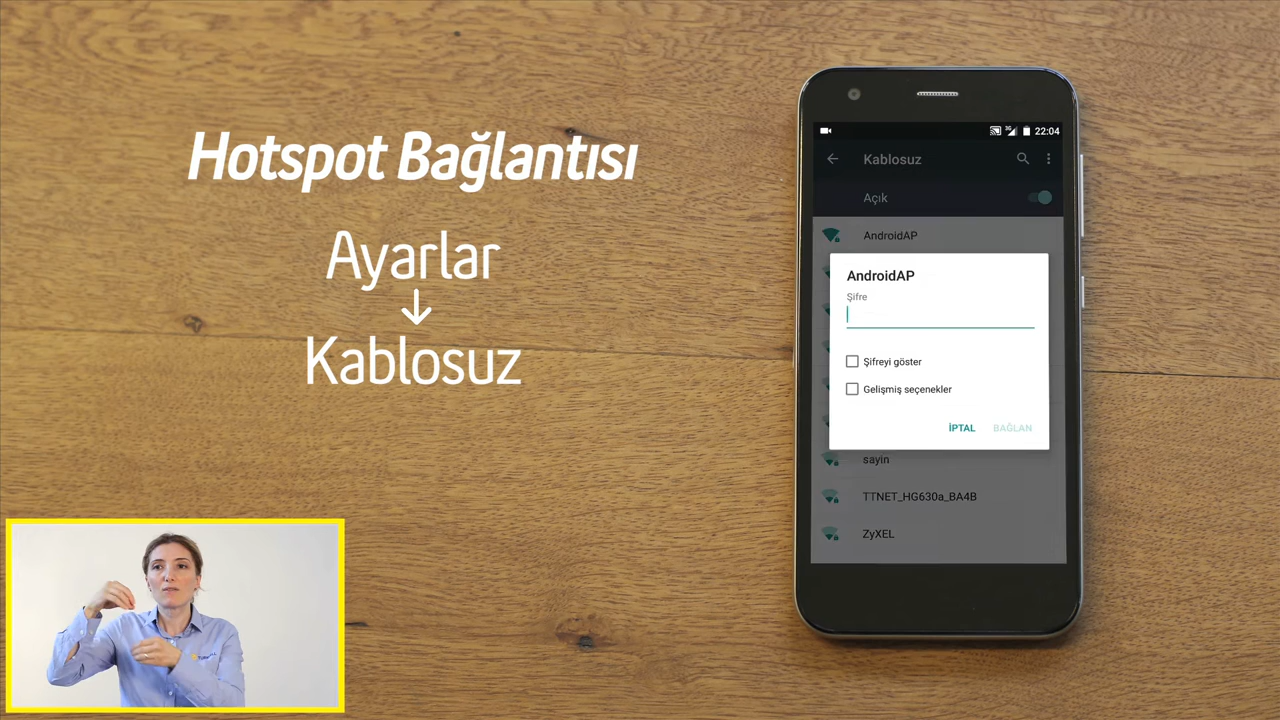 Hotspot Bağlantısı
Ayarlar
↓
Kablosuz
22:04
Kablosuz
Açık
AndroidAP
AndroidAP
Şifre
Şifreyi göster
Gelişmiş seçenekler
İPTAL BAĞLAN
sayin
TTNET_HG630a_BA4B
ZyXEL